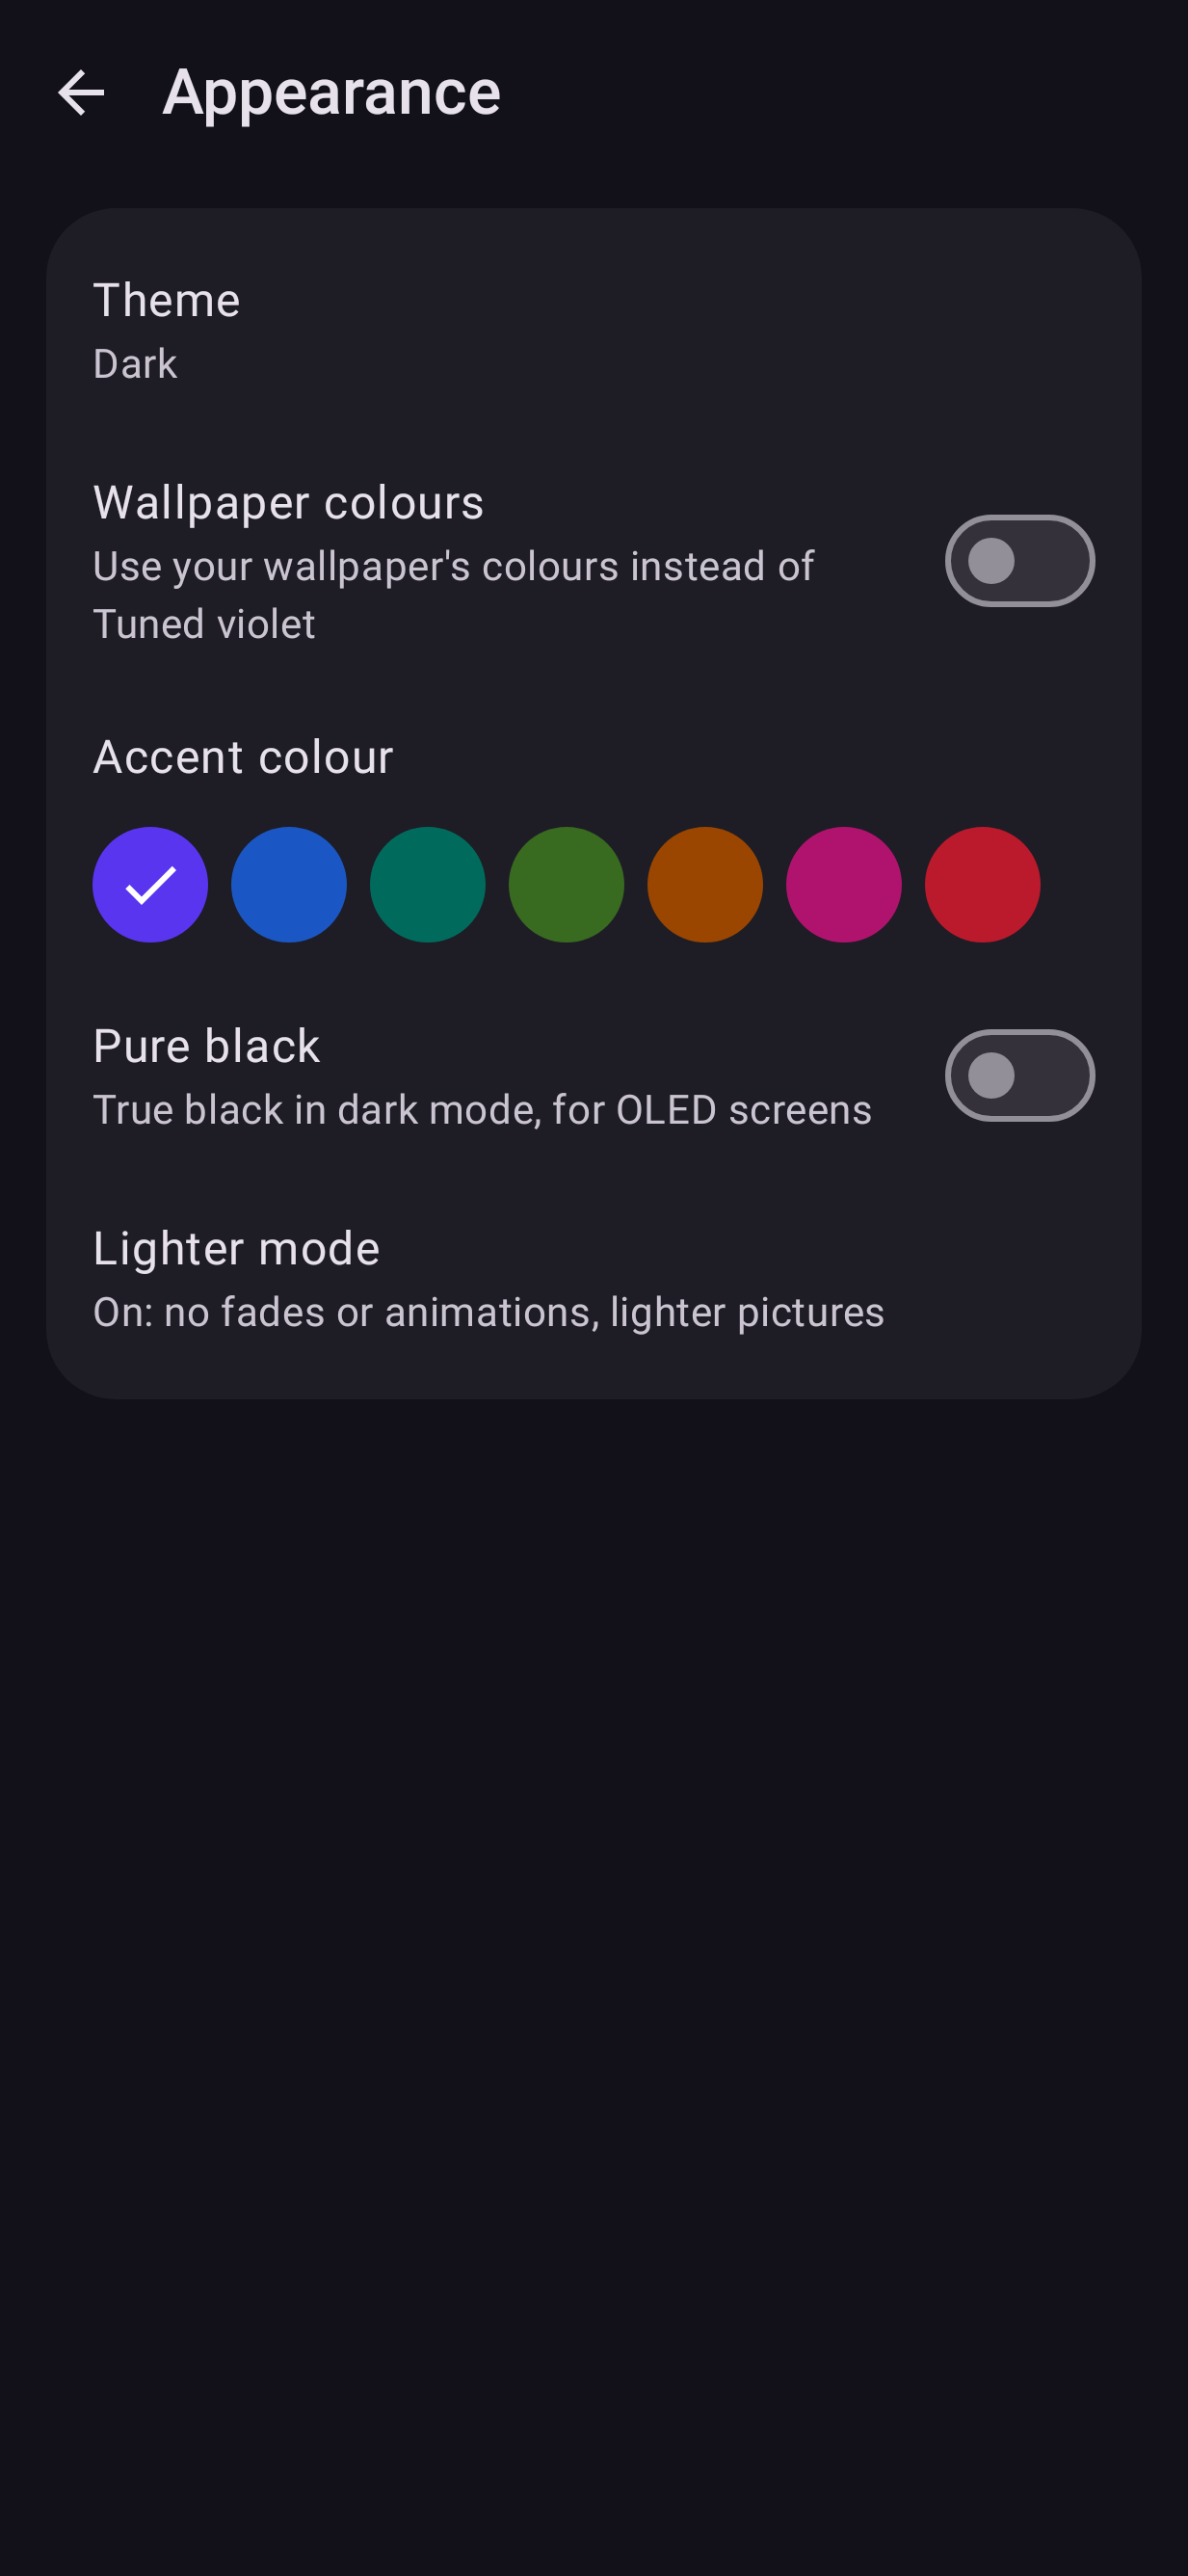 Appearance
Theme
Dark
Wallpaper colours
Use your wallpaper's colours instead of
Tuned violet
Accent colour
Pure black
True black in dark mode, for OLED screens
Lighter mode
On: no fades or animations, lighter pictures